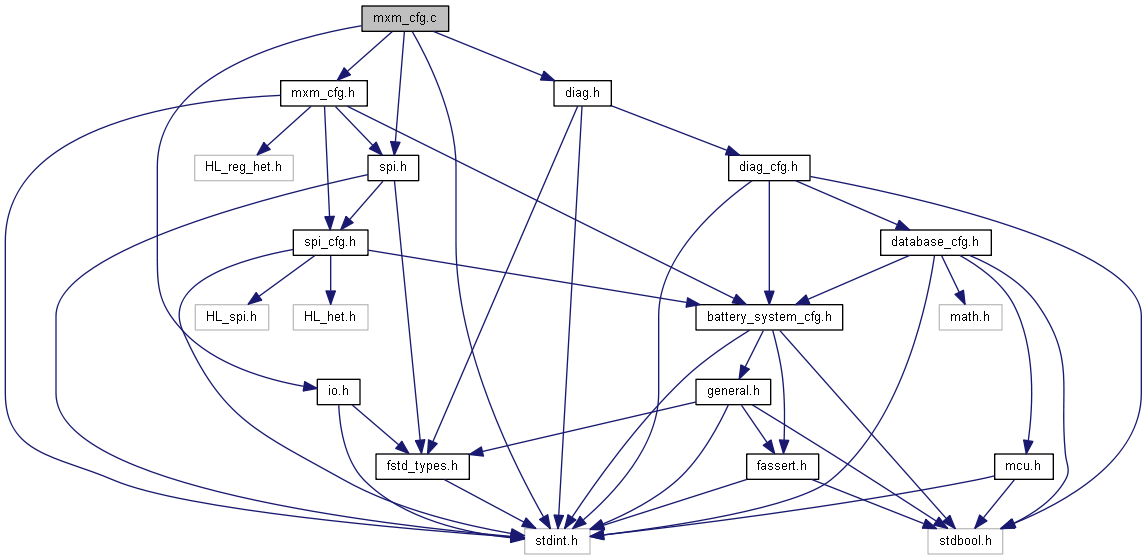 mxm_cfg.c
mxm_cfg.h
diag.h
HL_reg_het.h
spi.h
diag_cfg.h
spi_cfg.h
database_cfg.h
HL_spi.h
HL_het.h
battery_system_cfg.h
math.h
io.h
general.h
fstd_types.h
fassert.h
mcu.h
stdint.h
stdbool.h